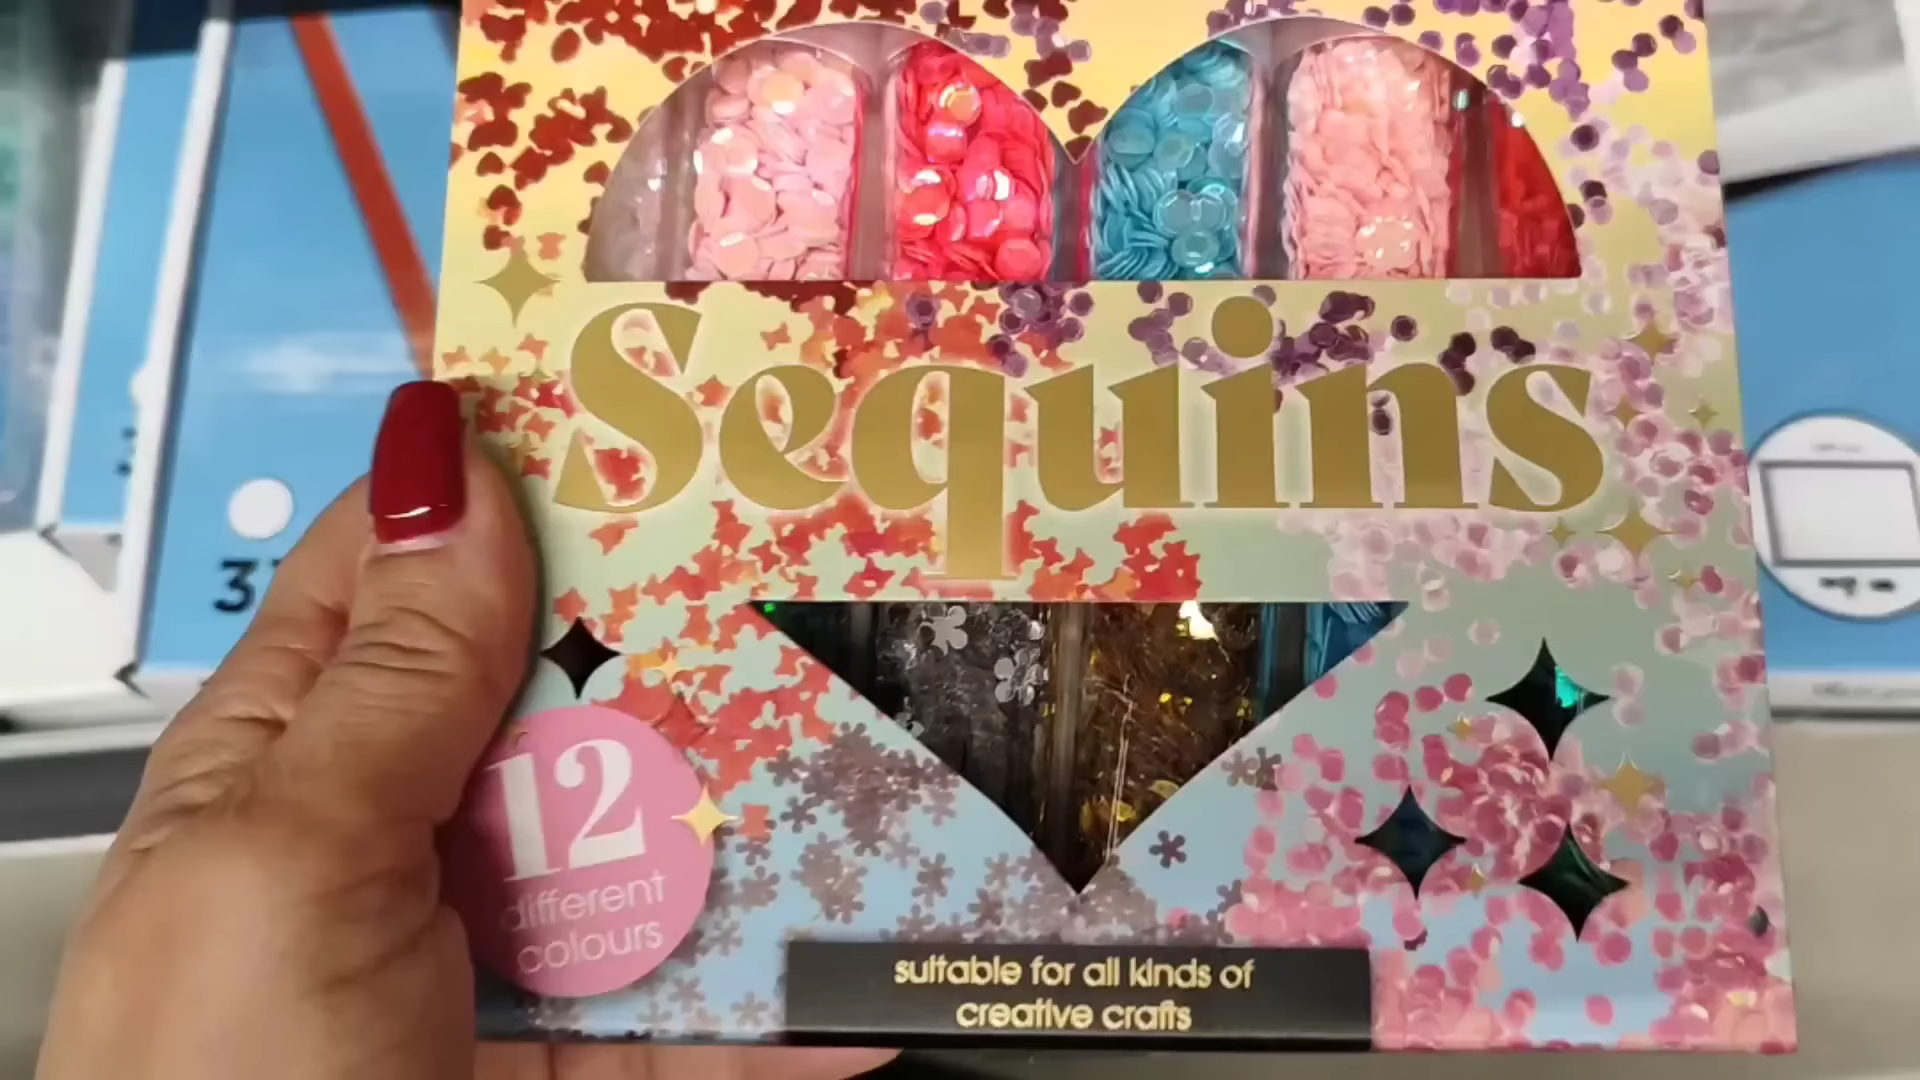 Sequins
12
different
colours
suitable for all kinds of
creative crafts